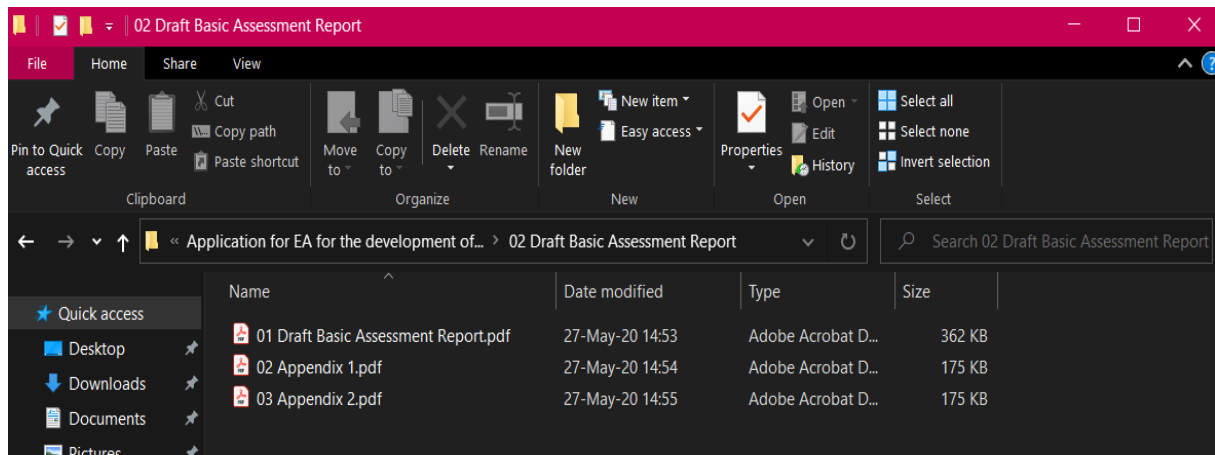 02 Draft Basic Assessment Report
File Home Share View
Pin to Quick access
Copy
Paste
Cut
Copy path
Paste shortcut
Move to
Copy to
Delete
Rename
New folder
New item
Easy access
Properties
Open
Edit
History
Select all
Select none
Invert selection
Clipboard Organize New Open Select
« Application for EA for the development of... > 02 Draft Basic Assessment Report
Search 02 Draft Basic Assessment Report
Name Date modified Type Size
Quick access
Desktop
Downloads
Documents
Pictures
01 Draft Basic Assessment Report.pdf 27-May-20 14:53 Adobe Acrobat D... 362 KB
02 Appendix 1.pdf 27-May-20 14:54 Adobe Acrobat D... 175 KB
03 Appendix 2.pdf 27-May-20 14:55 Adobe Acrobat D... 175 KB